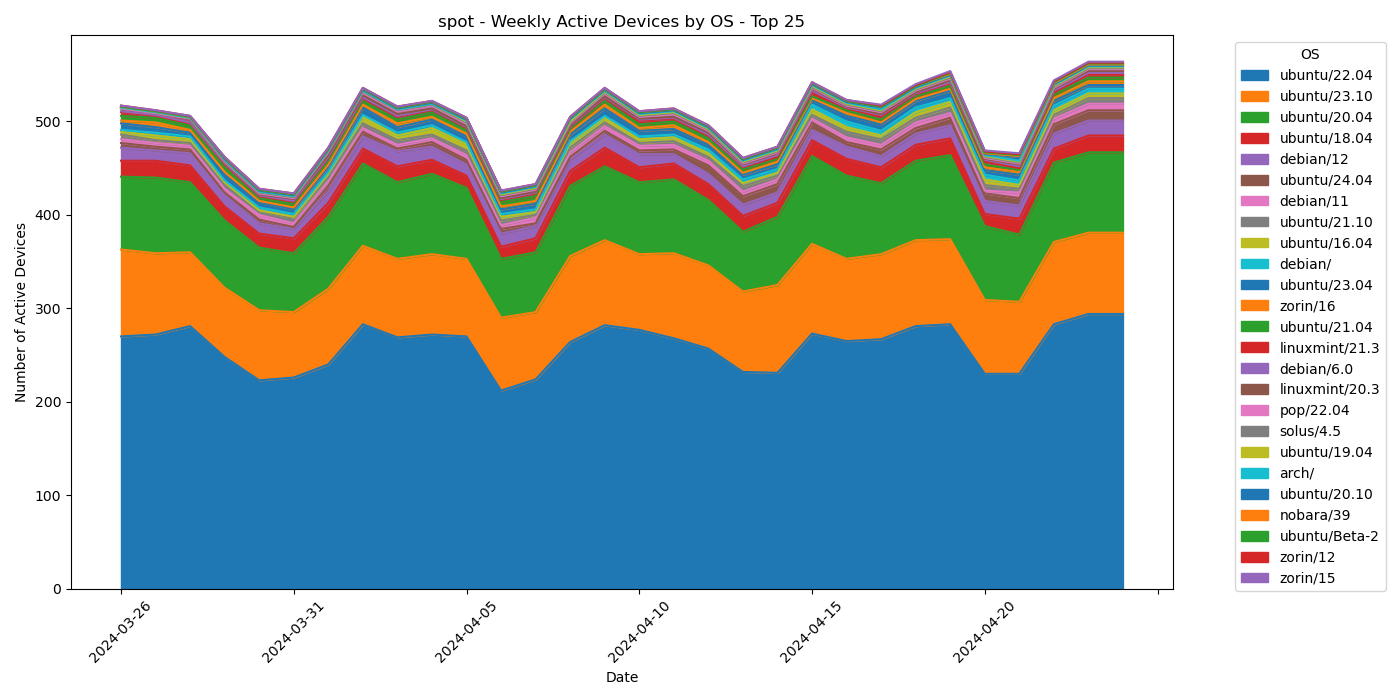 spot - Weekly Active Devices by OS - Top 25
Number of Active Devices
500
400
300
200
100
0
2024-03-26
2024-03-31
2024-04-05
2024-04-10
2024-04-15
2024-04-20
Date
OS
ubuntu/22.04
ubuntu/23.10
ubuntu/20.04
ubuntu/18.04
debian/12
ubuntu/24.04
debian/11
ubuntu/21.10
ubuntu/16.04
debian/
ubuntu/23.04
zorin/16
ubuntu/21.04
linuxmint/21.3
debian/6.0
linuxmint/20.3
pop/22.04
solus/4.5
ubuntu/19.04
arch/
ubuntu/20.10
nobara/39
ubuntu/Beta-2
zorin/12
zorin/15